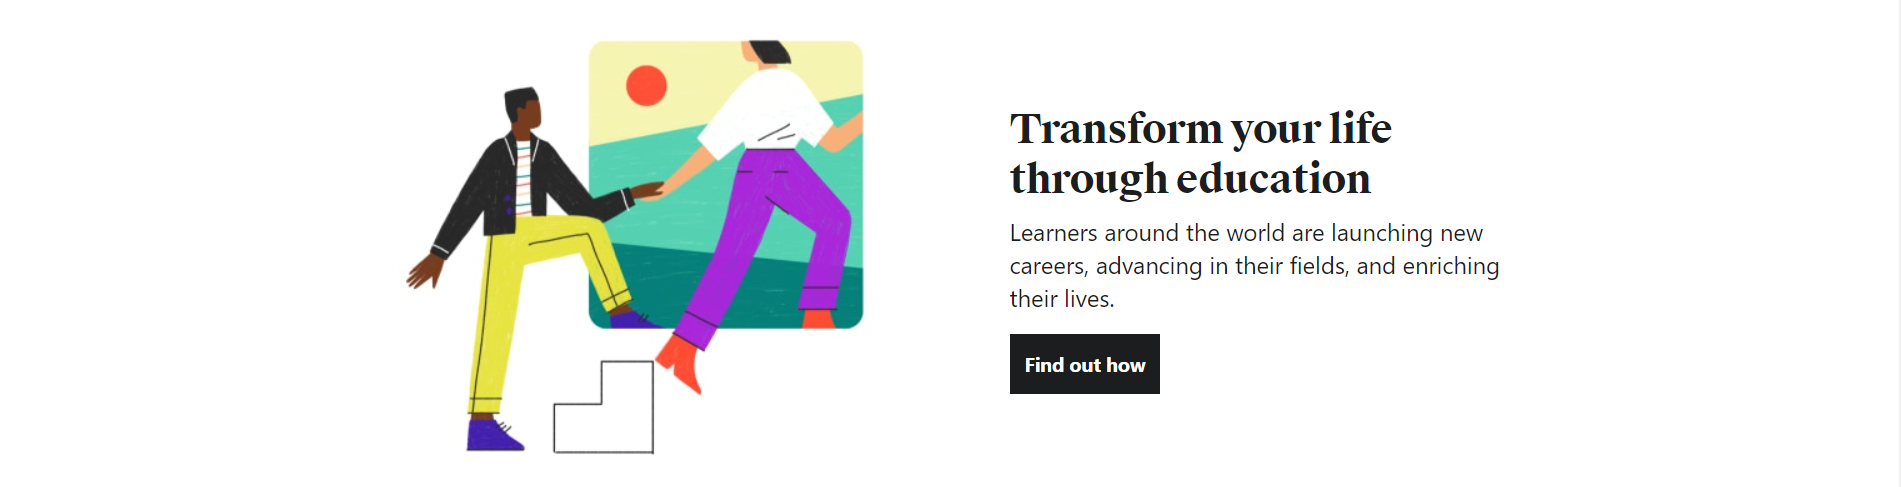 Transform your life
through education
Learners around the world are launching new
careers, advancing in their fields, and enriching
their lives.
Find out how